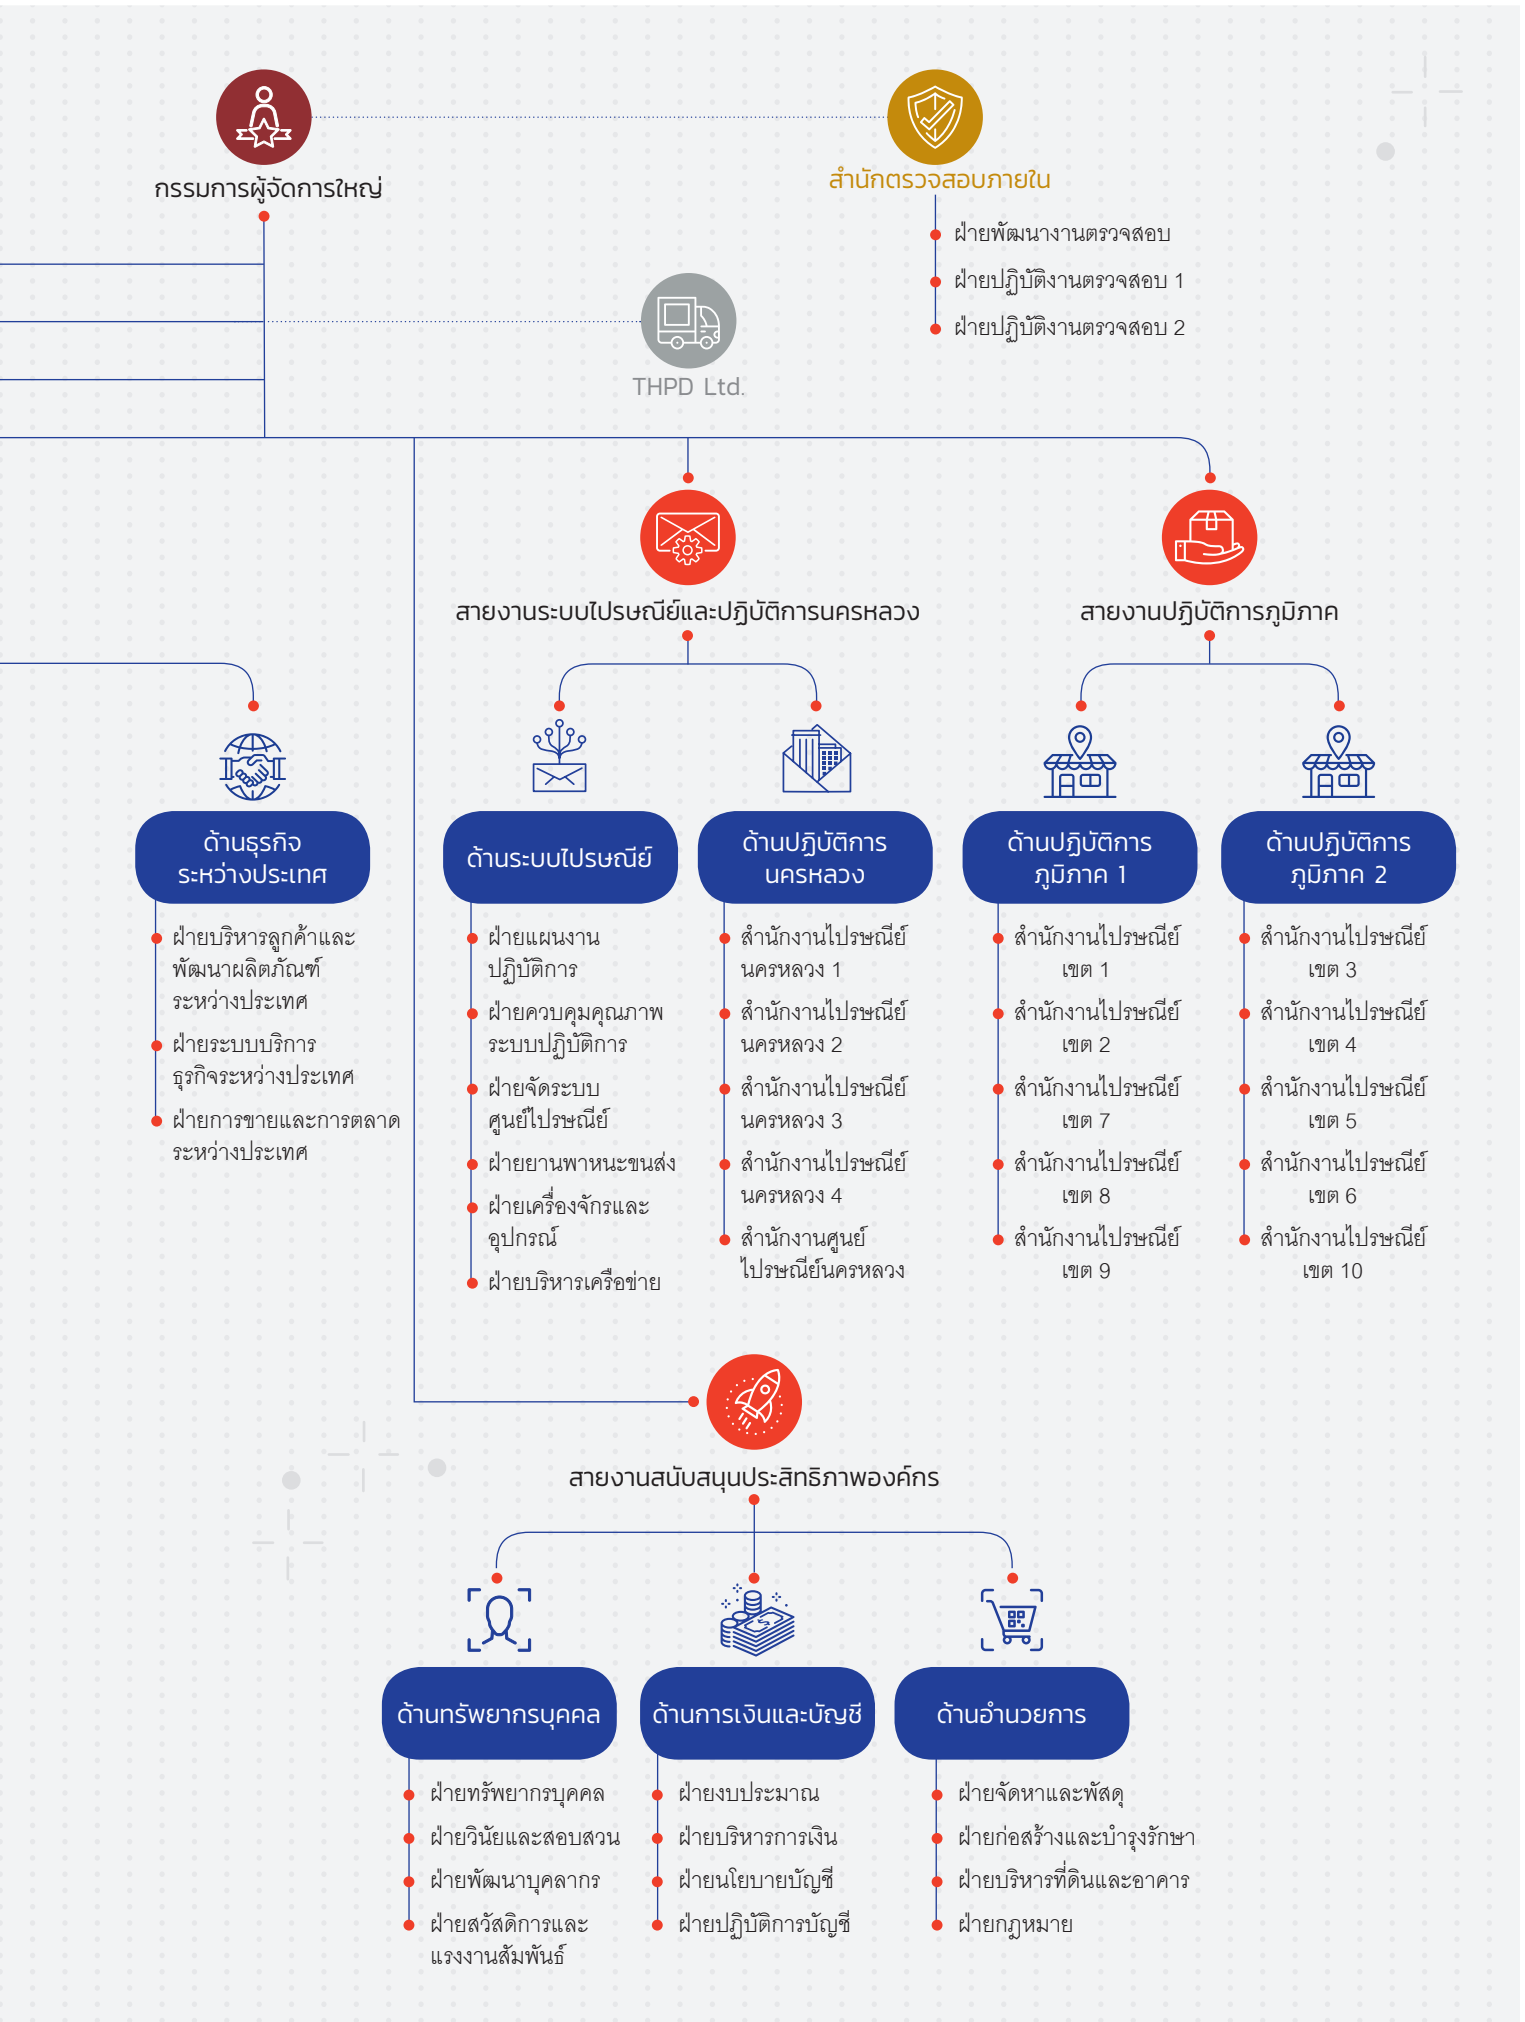 กรรมการผู้จัดการใหญ่
สำนักตรวจสอบภายใน
ฝ่ายพัฒนางานตรวจสอบ
ฝ่ายปฏิบัติงานตรวจสอบ 1
ฝ่ายปฏิบัติงานตรวจสอบ 2
THPD Ltd.
สายงานระบบไปรษณีย์และปฏิบัติการนครหลวง
สายงานปฏิบัติการภูมิภาค
ด้านธุรกิจ
ระหว่างประเทศ
ฝ่ายบริหารลูกค้าและ
พัฒนาผลิตภัณฑ์
ระหว่างประเทศ
ฝ่ายระบบบริการ
ธุรกิจระหว่างประเทศ
ฝ่ายการขายและการตลาด
ระหว่างประเทศ
ด้านระบบไปรษณีย์
ฝ่ายแผนงาน
ปฏิบัติการ
ฝ่ายควบคุมคุณภาพ
ระบบปฏิบัติการ
ฝ่ายจัดระบบ
ศูนย์ไปรษณีย์
ฝ่ายยานพาหนะขนส่ง
ฝ่ายเครื่องจักรและ
อุปกรณ์
ฝ่ายบริหารเครือข่าย
ด้านปฏิบัติการ
นครหลวง
สำนักงานไปรษณีย์
นครหลวง 1
สำนักงานไปรษณีย์
นครหลวง 2
สำนักงานไปรษณีย์
นครหลวง 3
สำนักงานไปรษณีย์
นครหลวง 4
สำนักงานศูนย์
ไปรษณีย์นครหลวง
ด้านปฏิบัติการ
ภูมิภาค 1
สำนักงานไปรษณีย์
เขต 1
สำนักงานไปรษณีย์
เขต 2
สำนักงานไปรษณีย์
เขต 7
สำนักงานไปรษณีย์
เขต 8
สำนักงานไปรษณีย์
เขต 9
ด้านปฏิบัติการ
ภูมิภาค 2
สำนักงานไปรษณีย์
เขต 3
สำนักงานไปรษณีย์
เขต 4
สำนักงานไปรษณีย์
เขต 5
สำนักงานไปรษณีย์
เขต 6
สำนักงานไปรษณีย์
เขต 10
สายงานสนับสนุนประสิทธิภาพองค์กร
ด้านทรัพยากรบุคคล
ฝ่ายทรัพยากรบุคคล
ฝ่ายวินัยและสอบสวน
ฝ่ายพัฒนาบุคลากร
ฝ่ายสวัสดิการและ
แรงงานสัมพันธ์
ด้านการเงินและบัญชี
ฝ่ายงบประมาณ
ฝ่ายบริหารการเงิน
ฝ่ายนโยบายบัญชี
ฝ่ายปฏิบัติการบัญชี
ด้านอำนวยการ
ฝ่ายจัดหาและพัสดุ
ฝ่ายก่อสร้างและบำรุงรักษา
ฝ่ายบริหารที่ดินและอาคาร
ฝ่ายกฎหมาย